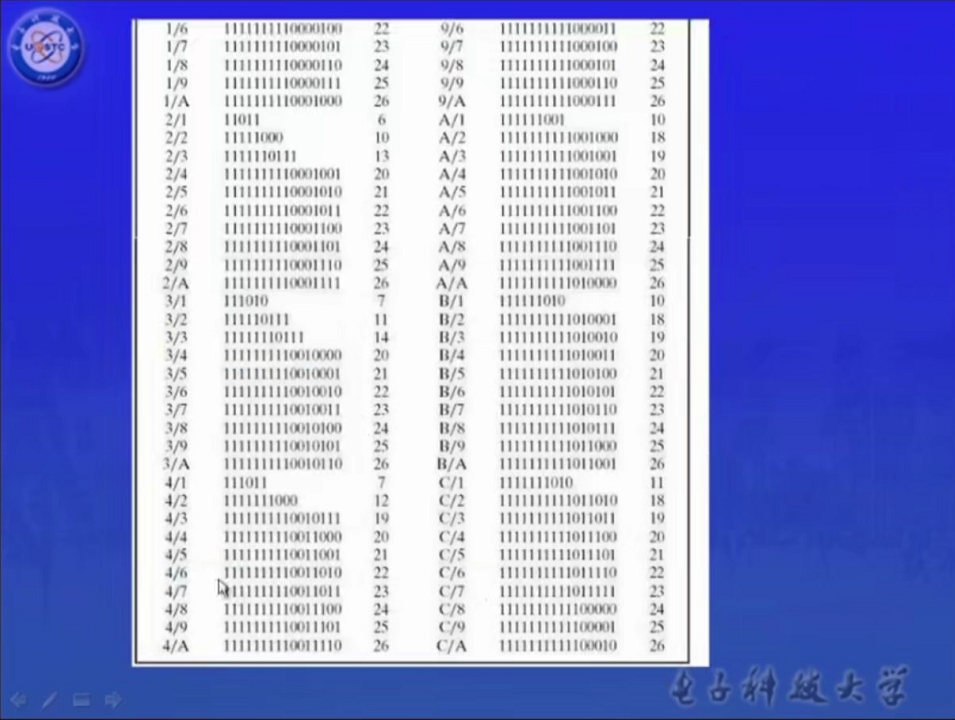 1/6 1111111110000100 22 9/6 1111111111000011 22
1/7 1111111110000101 23 9/7 1111111111000100 23
1/8 1111111110000110 24 9/8 1111111111000101 24
1/9 1111111110000111 25 9/9 1111111111000110 25
1/A 1111111110001000 26 9/A 1111111111000111 26
2/1 11011 6 A/1 111111001 10
2/2 11111000 10 A/2 1111111111001000 18
2/3 1111110111 13 A/3 1111111111001001 19
2/4 1111111110001001 20 A/4 1111111111001010 20
2/5 1111111110001010 21 A/5 1111111111001011 21
2/6 1111111110001011 22 A/6 1111111111001100 22
2/7 1111111110001100 23 A/7 1111111111001101 23
2/8 1111111110001101 24 A/8 1111111111001110 24
2/9 1111111110001110 25 A/9 1111111111001111 25
2/A 1111111110001111 26 A/A 1111111111010000 26
3/1 111010 7 B/1 111111010 10
3/2 111110111 11 B/2 1111111111010001 18
3/3 11111110111 14 B/3 1111111111010010 19
3/4 1111111110010000 20 B/4 1111111111010011 20
3/5 1111111110010001 21 B/5 1111111111010100 21
3/6 1111111110010010 22 B/6 1111111111010101 22
3/7 1111111110010011 23 B/7 1111111111010110 23
3/8 1111111110010100 24 B/8 1111111111010111 24
3/9 1111111110010101 25 B/9 1111111111011000 25
3/A 1111111110010110 26 B/A 1111111111011001 26
4/1 111011 7 C/1 1111111010 11
4/2 1111111000 12 C/2 1111111111011010 18
4/3 1111111110010111 19 C/3 1111111111011011 19
4/4 1111111110011000 20 C/4 1111111111011100 20
4/5 1111111110011001 21 C/5 1111111111011101 21
4/6 1111111110011010 22 C/6 1111111111011110 22
4/7 1111111110011011 23 C/7 1111111111011111 23
4/8 1111111110011100 24 C/8 1111111111100000 24
4/9 1111111110011101 25 C/9 1111111111100001 25
4/A 1111111110011110 26 C/A 1111111111100010 26
电子科技大学